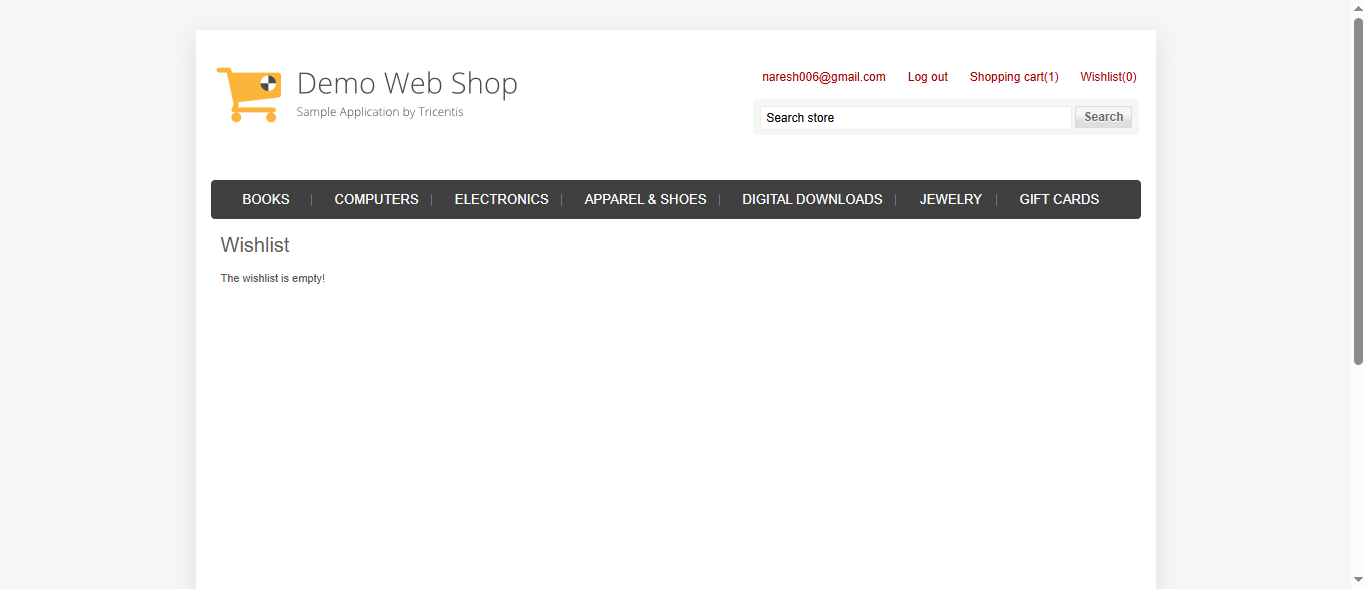 Demo Web Shop
Sample Application by Tricentis
naresh006@gmail.com Log out Shopping cart(1) Wishlist(0)
Search store Search
BOOKS COMPUTERS ELECTRONICS APPAREL & SHOES DIGITAL DOWNLOADS JEWELRY GIFT CARDS
Wishlist
The wishlist is empty!